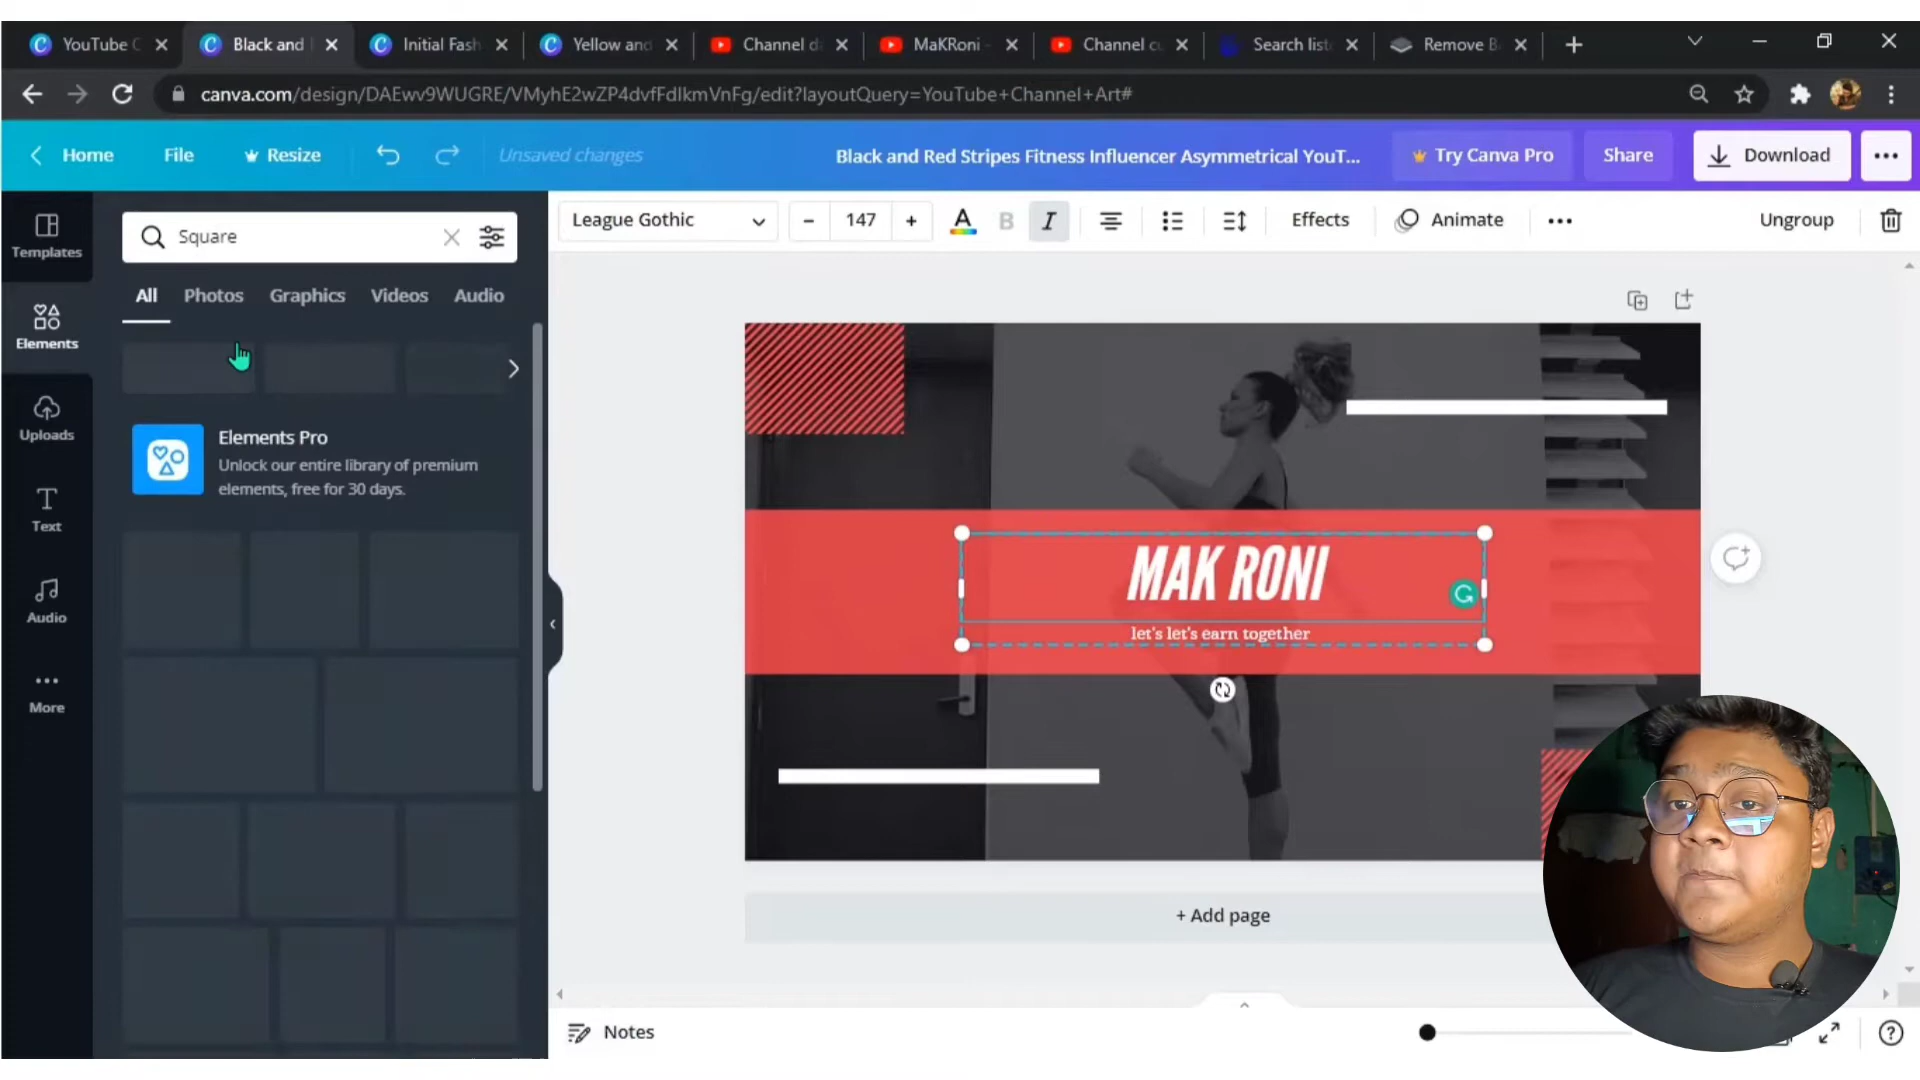 YouTube C
Black and
Initial Fash
Yellow and
Channel d
MaKRoni -
Channel cu
Search list
Remove B
canva.com/design/DAEwv9WUGRE/VMyhE2wZP4dvfFdlkmVnFg/edit?layoutQuery=YouTube+Channel+Art#
Home
File
Resize
Unsaved changes
Black and Red Stripes Fitness Influencer Asymmetrical YouT...
Try Canva Pro
Share
Download
Templates
Elements
Uploads
Text
Audio
More
Square
All
Photos
Graphics
Videos
Audio
Elements Pro
Unlock our entire library of premium
elements, free for 30 days.
League Gothic
147
A
B
I
Effects
Animate
Ungroup
MAK RONI
let's let's earn together
+ Add page
Notes